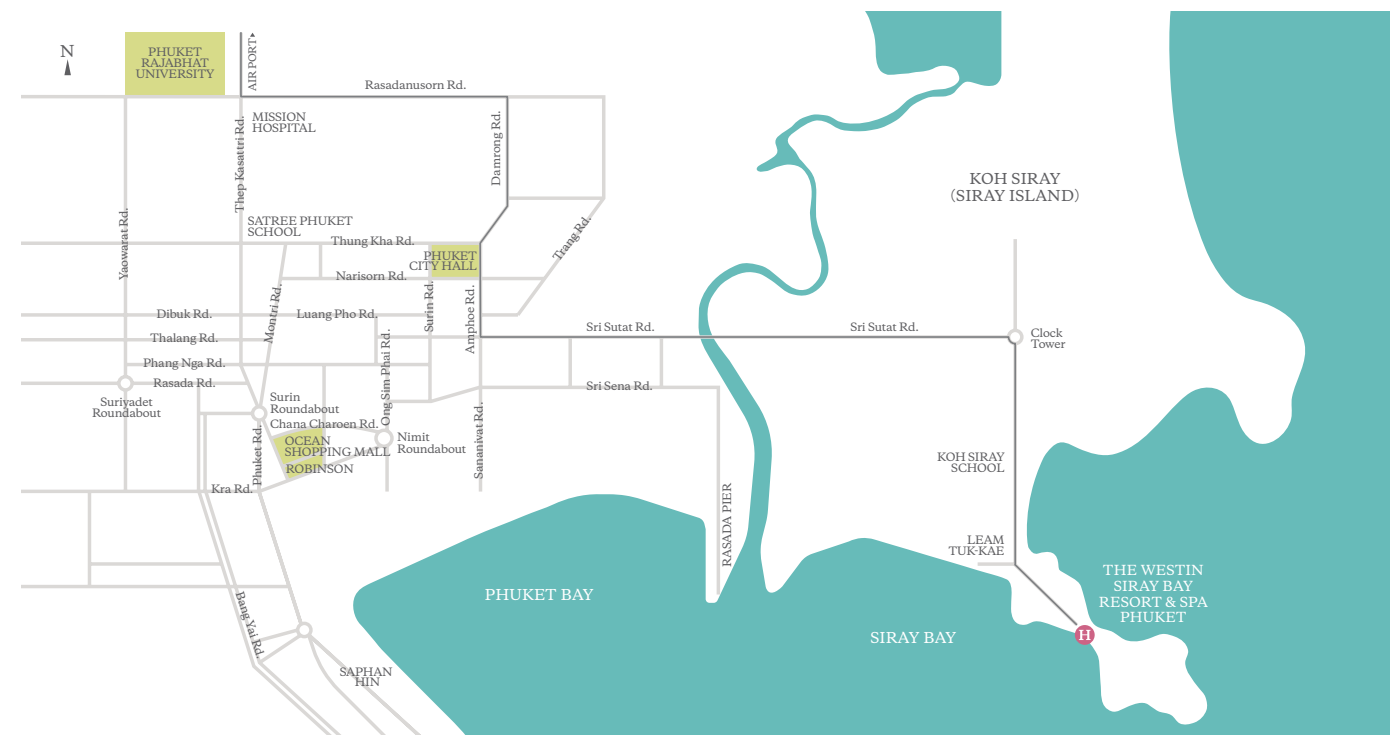 N
PHUKET
RAJABHAT
UNIVERSITY
AIR PORT
Rasadanusorn Rd.
MISSION
HOSPITAL
Thep Kasattri Rd.
Damrong Rd.
KOH SIRAY
(SIRAY ISLAND)
Yaowarat Rd.
SATREE PHUKET
SCHOOL
Thung Kha Rd.
Trang Rd.
PHUKET
CITY HALL
Narisorn Rd.
Montri Rd.
Surin Rd.
Amphoe Rd.
Dibuk Rd.
Luang Pho Rd.
Sri Sutat Rd.
Sri Sutat Rd.
Clock
Tower
Thalang Rd.
Ong Sim Phai Rd.
Phang Nga Rd.
Rasada Rd.
Sri Sena Rd.
Suriyadet
Roundabout
Surin
Roundabout
Chana Charoen Rd.
Phuket Rd.
OCEAN
SHOPPING MALL
ROBINSON
Nimit
Roundabout
Sananivat Rd.
KOH SIRAY
SCHOOL
Kra Rd.
RASADA PIER
LEAM
TUK-KAE
PHUKET BAY
THE WESTIN
SIRAY BAY
RESORT & SPA
PHUKET
Bang Yai Rd.
SIRAY BAY
H
SAPHAN
HIN